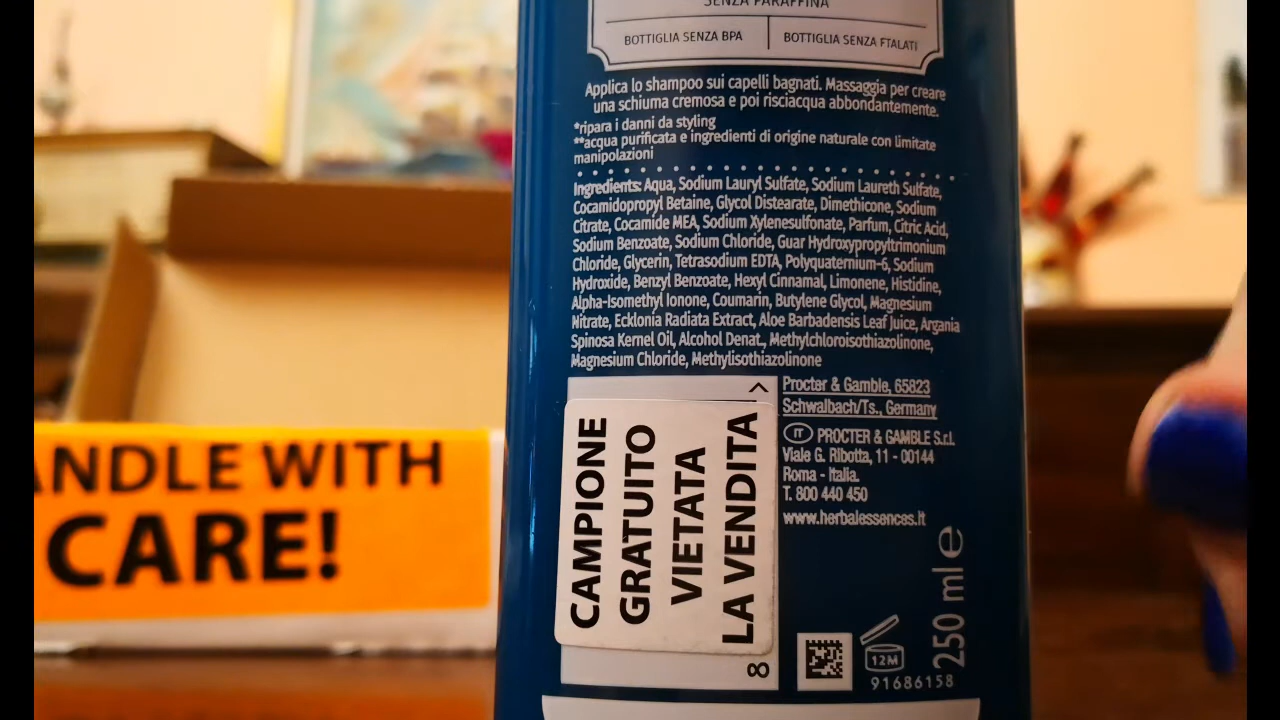 SENZA PARAFFINA
BOTTIGLIA SENZA BPA
BOTTIGLIA SENZA FTALATI
Applica lo shampoo sui capelli bagnati. Massaggia per creare
una schiuma cremosa e poi risciacqua abbondantemente.
*ripara i danni da styling
**acqua purificata e ingredienti di origine naturale con limitate
manipolazioni
Ingredients: Aqua, Sodium Lauryl Sulfate, Sodium Laureth Sulfate,
Cocamidopropyl Betaine, Glycol Distearate, Dimethicone, Sodium
Citrate, Cocamide MEA, Sodium Xylenesulfonate, Parfum, Citric Acid,
Sodium Benzoate, Sodium Chloride, Guar Hydroxypropyltrimonium
Chloride, Glycerin, Tetrasodium EDTA, Polyquaternium-6, Sodium
Hydroxide, Benzyl Benzoate, Hexyl Cinnamal, Limonene, Histidine,
Alpha-Isomethyl Ionone, Coumarin, Butylene Glycol, Magnesium
Nitrate, Ecklonia Radiata Extract, Aloe Barbadensis Leaf Juice, Argania
Spinosa Kernel Oil, Alcohol Denat., Methylchloroisothiazolinone,
Magnesium Chloride, Methylisothiazolinone
Procter & Gamble, 65823
Schwalbach/Ts., Germany
IT PROCTER & GAMBLE S.r.l.
Viale G. Ribotta, 11 - 00144
Roma - Italia.
T. 800 440 450
www.herbalessences.it
CAMPIONE
GRATUITO
VIETATA
LA VENDITA
8 >
250 ml e
12M
91686158
ANDLE WITH
CARE!